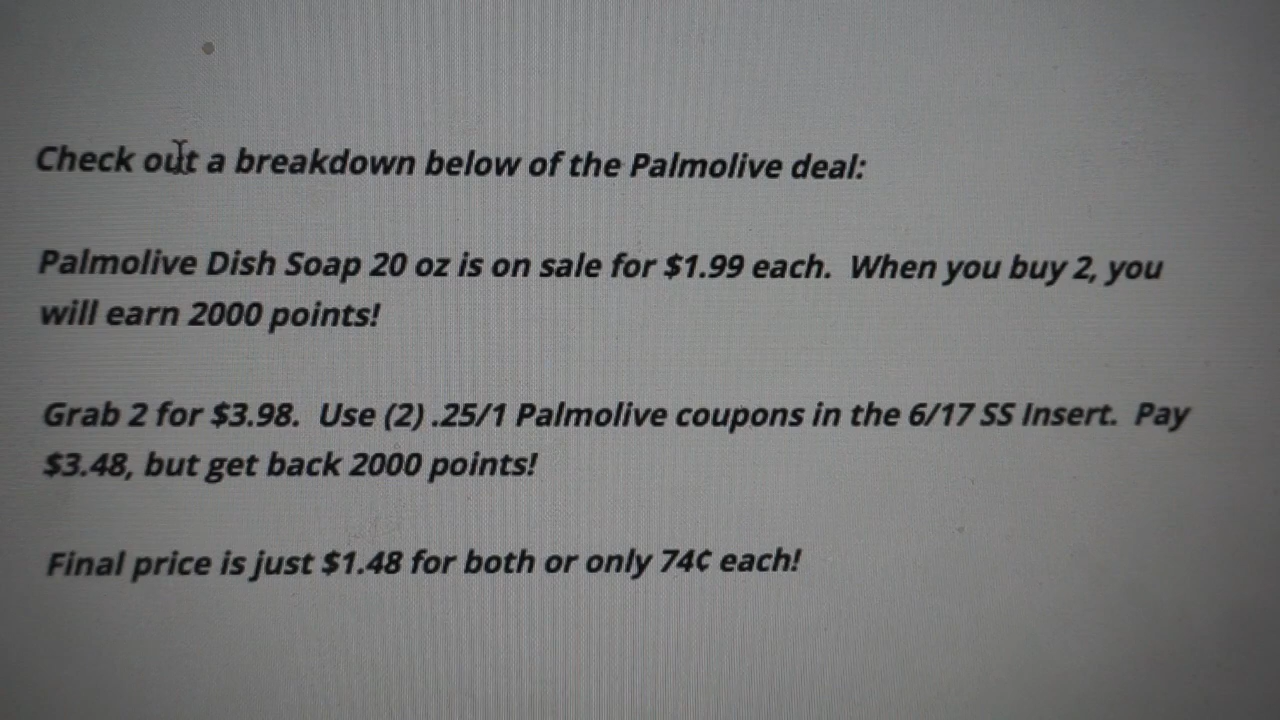 Check out a breakdown below of the Palmolive deal:
Palmolive Dish Soap 20 oz is on sale for $1.99 each.  When you buy 2, you
will earn 2000 points!
Grab 2 for $3.98.  Use (2) .25/1 Palmolive coupons in the 6/17 SS Insert.  Pay
$3.48, but get back 2000 points!
Final price is just $1.48 for both or only 74¢ each!